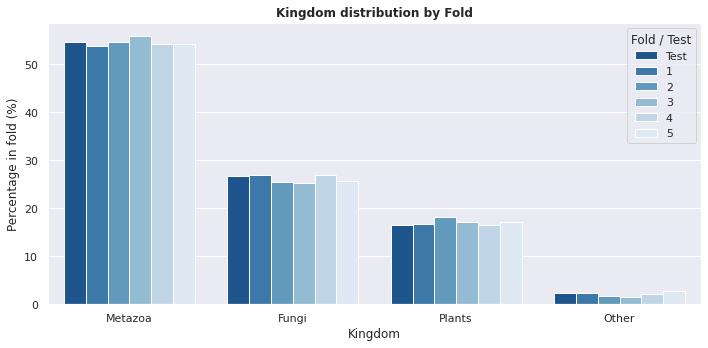 Kingdom distribution by Fold
Fold / Test
Test
1
2
3
4
5
Percentage in fold (%)
50
40
30
20
10
0
Metazoa
Fungi
Plants
Other
Kingdom